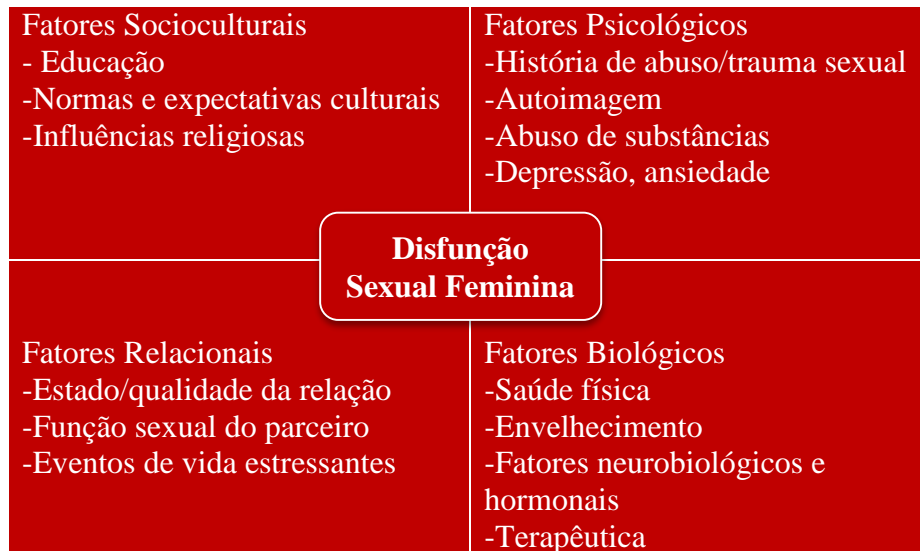 Fatores Socioculturais
- Educação
-Normas e expectativas culturais
-Influências religiosas
Fatores Psicológicos
-História de abuso/trauma sexual
-Autoimagem
-Abuso de substâncias
-Depressão, ansiedade
Disfunção
Sexual Feminina
Fatores Relacionais
-Estado/qualidade da relação
-Função sexual do parceiro
-Eventos de vida estressantes
Fatores Biológicos
-Saúde física
-Envelhecimento
-Fatores neurobiológicos e
hormonais
-Terapêutica